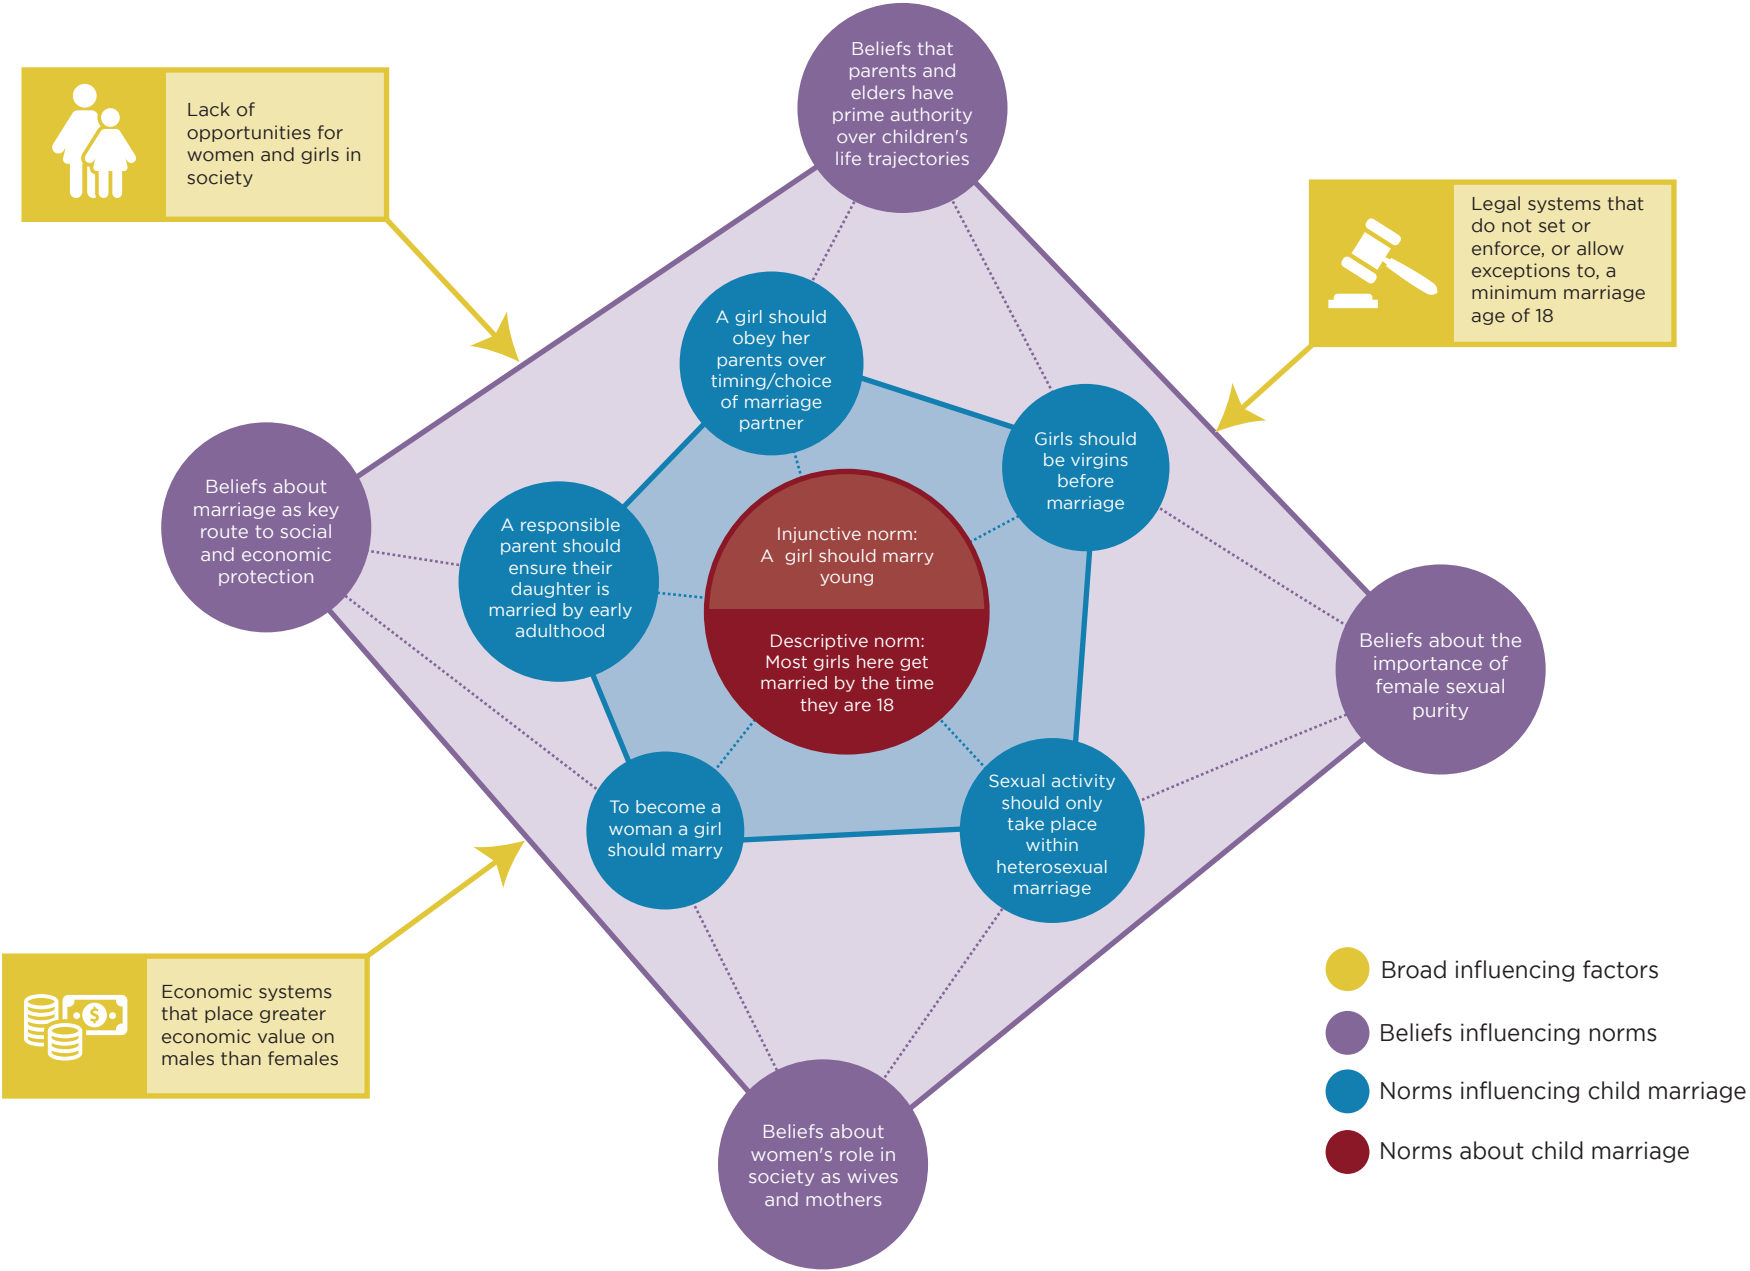 Beliefs that
parents and
elders have
prime authority
over children's
life trajectories
Lack of
opportunities for
women and girls in
society
Legal systems that
do not set or
enforce, or allow
exceptions to, a
minimum marriage
age of 18
A girl should
obey her
parents over
timing/choice
of marriage
partner
Girls should
be virgins
before
marriage
Beliefs about
marriage as key
route to social
and economic
protection
A responsible
parent should
ensure their
daughter is
married by early
adulthood
Injunctive norm:
A girl should marry
young
Descriptive norm:
Most girls here get
married by the time
they are 18
Beliefs about the
importance of
female sexual
purity
To become a
woman a girl
should marry
Sexual activity
should only
take place
within
heterosexual
marriage
$
Economic systems
that place greater
economic value on
males than females
Beliefs about
women's role in
society as wives
and mothers
Broad influencing factors
Beliefs influencing norms
Norms influencing child marriage
Norms about child marriage